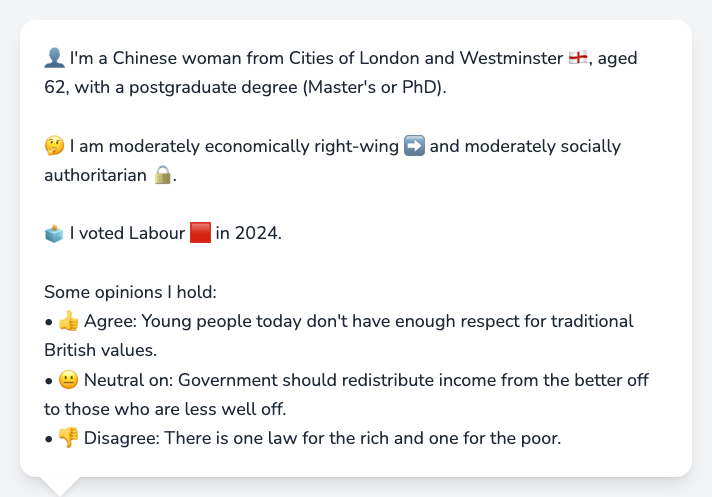 👤 I'm a Chinese woman from Cities of London and Westminster 🏴󠁧󠁢󠁥󠁮󠁧󠁿, aged
62, with a postgraduate degree (Master's or PhD).
🤔 I am moderately economically right-wing ➡️ and moderately socially
authoritarian 🔒.
🗳️ I voted Labour 🟥 in 2024.
Some opinions I hold:
• 👍 Agree: Young people today don't have enough respect for traditional
British values.
• 😐 Neutral on: Government should redistribute income from the better off
to those who are less well off.
• 👎 Disagree: There is one law for the rich and one for the poor.